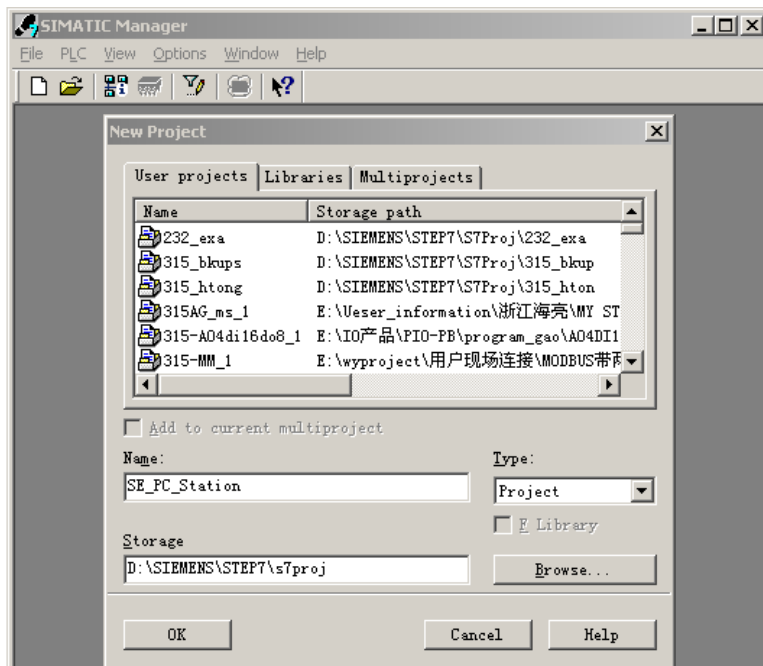 SIMATIC Manager
File PLC View Options Window Help
New Project
User projects Libraries Multiprojects
Name Storage path
232_exa D:\SIEMENS\STEP7\S7Proj\232_exa
315_bkups D:\SIEMENS\STEP7\S7Proj\315_bkup
315_htong D:\SIEMENS\STEP7\S7Proj\315_hton
315AG_ms_1 E:\Ueser_information\浙江海亮\MY ST
315-AO4di16do8_1 E:\IO产品\PIO-PB\program_gao\AO4DI1
315-MM_1 E:\wyproject\用户现场连接\MODBUS带两
Add to current multiproject
Name: Type:
SE_PC_Station Project
F Library
Storage
D:\SIEMENS\STEP7\s7proj Browse...
OK Cancel Help